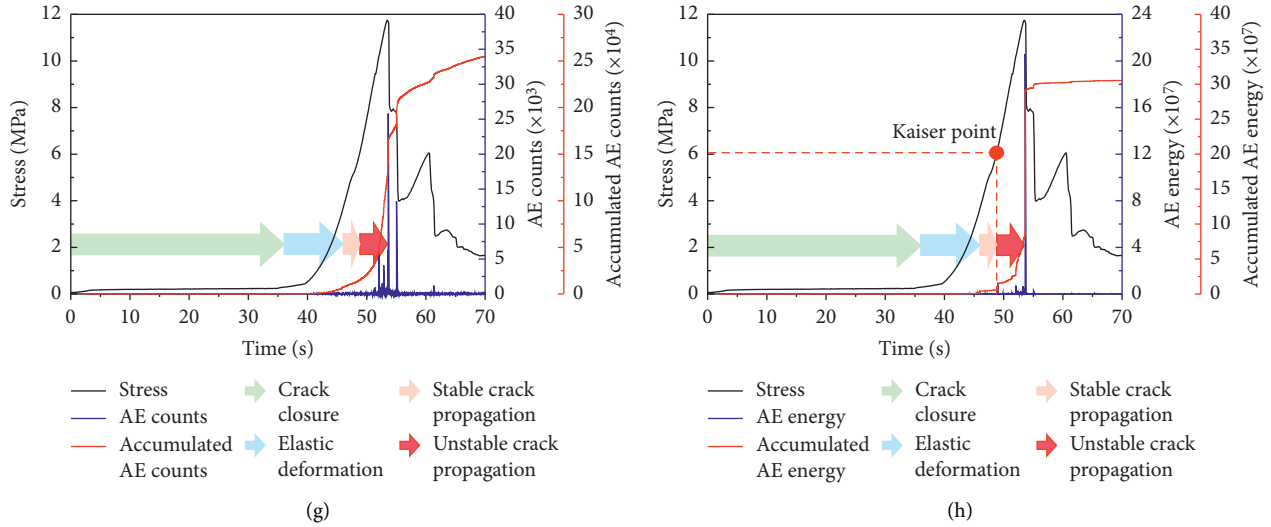 12
10
8
6
4
2
0
Stress (MPa)
0
10
20
30
40
50
60
70
Time (s)
40
35
30
25
20
15
10
5
0
AE counts (×10³)
30
25
20
15
10
5
0
Accumulated AE counts (×10⁴)
Stress
AE counts
Accumulated
AE counts
Crack
closure
Elastic
deformation
Stable crack
propagation
Unstable crack
propagation
(g)
12
10
8
6
4
2
0
Stress (MPa)
Kaiser point
0
10
20
30
40
50
60
70
Time (s)
24
20
16
12
8
4
0
AE energy (×10⁷)
40
35
30
25
20
15
10
5
0
Accumulated AE energy (×10⁷)
Stress
AE energy
Accumulated
AE energy
Crack
closure
Elastic
deformation
Stable crack
propagation
Unstable crack
propagation
(h)